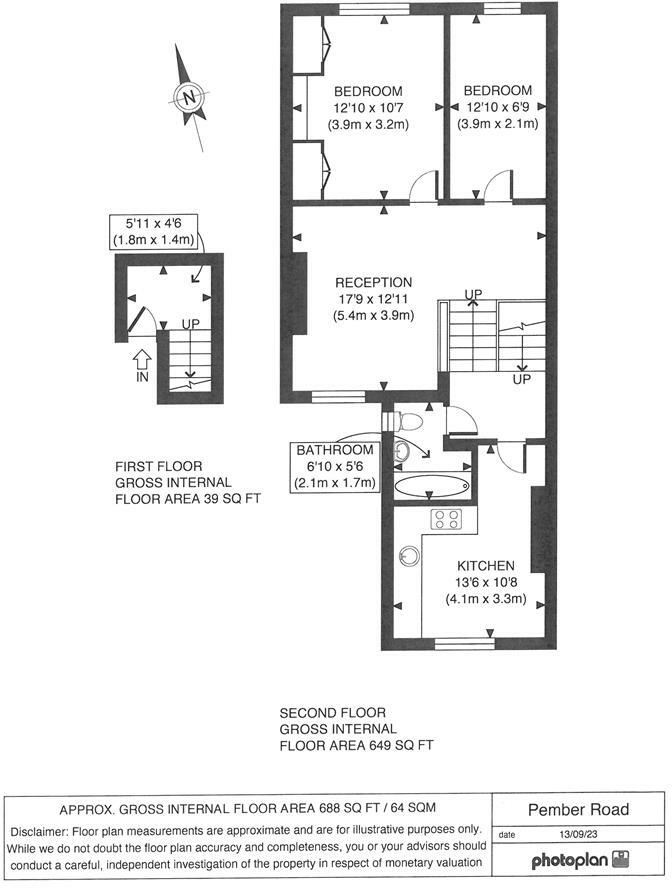 BEDROOM
12'10 x 10'7
(3.9m x 3.2m)
BEDROOM
12'10 x 6'9
(3.9m x 2.1m)
N
5'11 x 4'6
(1.8m x 1.4m)
UP
IN
RECEPTION
17'9 x 12'11
(5.4m x 3.9m)
UP
UP
BATHROOM
6'10 x 5'6
(2.1m x 1.7m)
FIRST FLOOR
GROSS INTERNAL
FLOOR AREA 39 SQ FT
KITCHEN
13'6 x 10'8
(4.1m x 3.3m)
SECOND FLOOR
GROSS INTERNAL
FLOOR AREA 649 SQ FT
APPROX. GROSS INTERNAL FLOOR AREA 688 SQ FT / 64 SQM
Disclaimer: Floor plan measurements are approximate and are for illustrative purposes only.
While we do not doubt the floor plan accuracy and completeness, you or your advisors should
conduct a careful, independent investigation of the property in respect of monetary valuation
Pember Road
date 13/09/23
photoplan